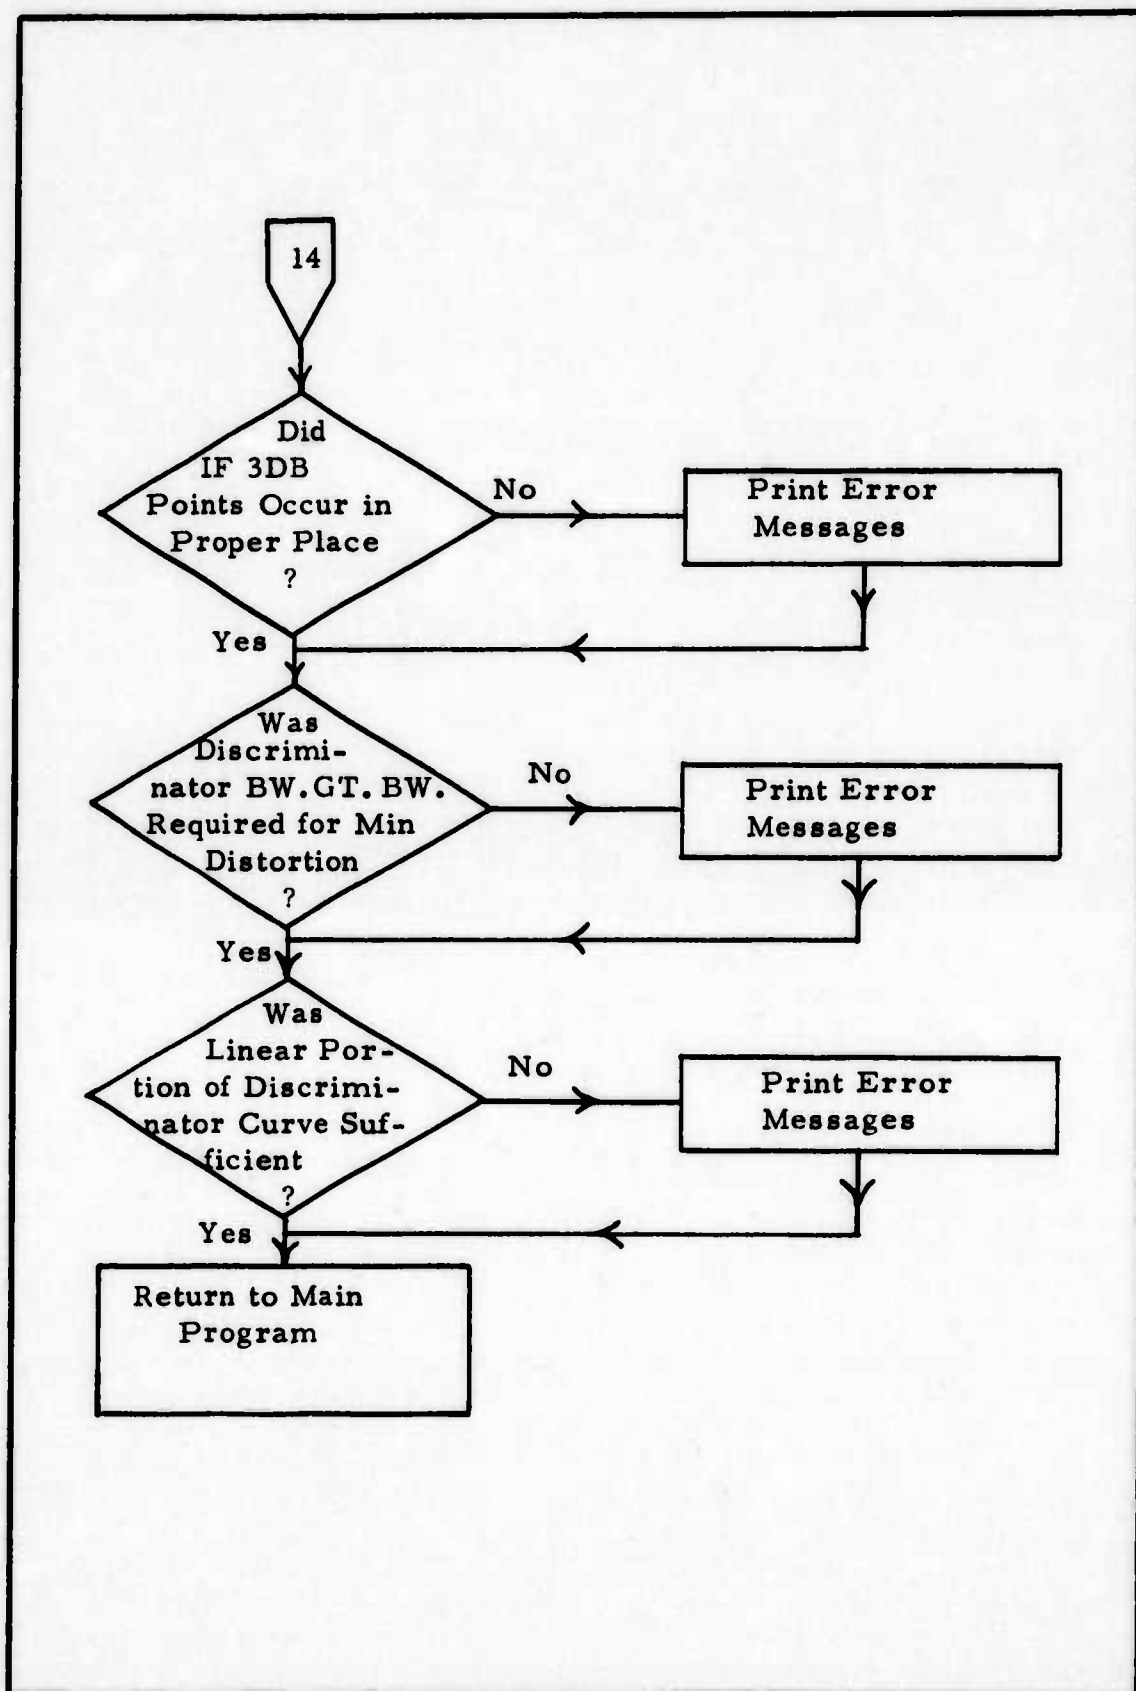 14
Did
IF 3DB
Points Occur in
Proper Place
?
No
Print Error
Messages
Yes
Was
Discrimi-
nator BW.GT. BW.
Required for Min
Distortion
?
No
Print Error
Messages
Yes
Was
Linear Por-
tion of Discrimi-
nator Curve Suf-
ficient
?
No
Print Error
Messages
Yes
Return to Main
Program